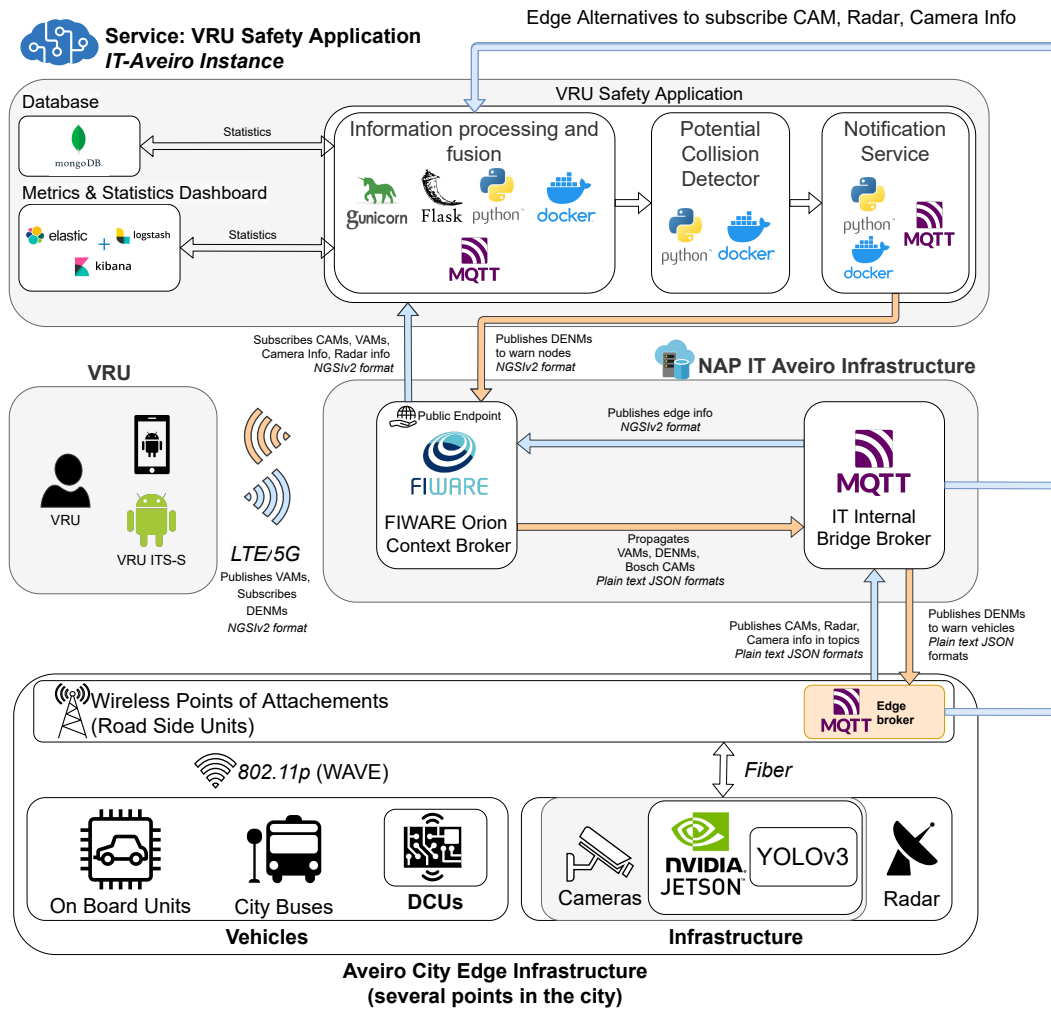 Edge Alternatives to subscribe CAM, Radar, Camera Info
Service: VRU Safety Application
IT-Aveiro Instance
Database
mongoDB.
Metrics & Statistics Dashboard
elastic
+
logstash
kibana
Statistics
Statistics
VRU Safety Application
Information processing and
fusion
gunicorn
Flask
python™
docker
MQTT
Potential
Collision
Detector
python™
docker
Notification
Service
python™
MQTT
docker
Subscribes CAMs, VAMs,
Camera Info, Radar info
NGSIv2 format
Publishes DENMs
to warn nodes
NGSIv2 format
NAP IT Aveiro Infrastructure
VRU
VRU
VRU ITS-S
LTE/5G
Publishes VAMs,
Subscribes
DENMs
NGSIv2 format
Public Endpoint
FIWARE
FIWARE Orion
Context Broker
Publishes edge info
NGSIv2 format
Propagates
VAMs, DENMs,
Bosch CAMs
Plain text JSON formats
MQTT
IT Internal
Bridge Broker
Publishes CAMs, Radar,
Camera info in topics
Plain text JSON formats
Publishes DENMs
to warn vehicles
Plain text JSON
formats
Wireless Points of Attachements
(Road Side Units)
MQTT
Edge
broker
802.11p (WAVE)
Fiber
On Board Units
City Buses
DCUs
Vehicles
Cameras
NVIDIA.
JETSON™
YOLOv3
Radar
Infrastructure
Aveiro City Edge Infrastructure
(several points in the city)